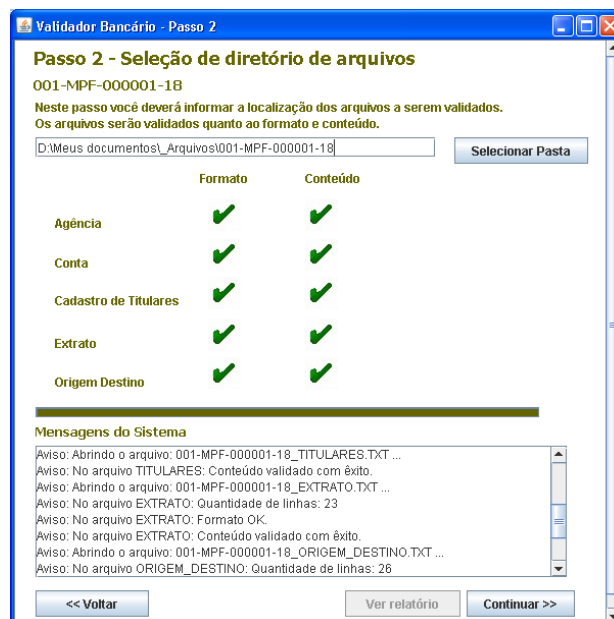 Validador Bancário - Passo 2
Passo 2 - Seleção de diretório de arquivos
001-MPF-000001-18
Neste passo você deverá informar a localização dos arquivos a serem validados.
Os arquivos serão validados quanto ao formato e conteúdo.
D:\Meus documentos\_Arquivos\001-MPF-000001-18
Selecionar Pasta
Formato Conteúdo
Agência
Conta
Cadastro de Titulares
Extrato
Origem Destino
Mensagens do Sistema
Aviso: Abrindo o arquivo: 001-MPF-000001-18_TITULARES.TXT ...
Aviso: No arquivo TITULARES: Conteúdo validado com êxito.
Aviso: Abrindo o arquivo: 001-MPF-000001-18_EXTRATO.TXT ...
Aviso: No arquivo EXTRATO: Quantidade de linhas: 23
Aviso: No arquivo EXTRATO: Formato OK.
Aviso: No arquivo EXTRATO: Conteúdo validado com êxito.
Aviso: Abrindo o arquivo: 001-MPF-000001-18_ORIGEM_DESTINO.TXT ...
Aviso: No arquivo ORIGEM_DESTINO: Quantidade de linhas: 26
<< Voltar Ver relatório Continuar >>